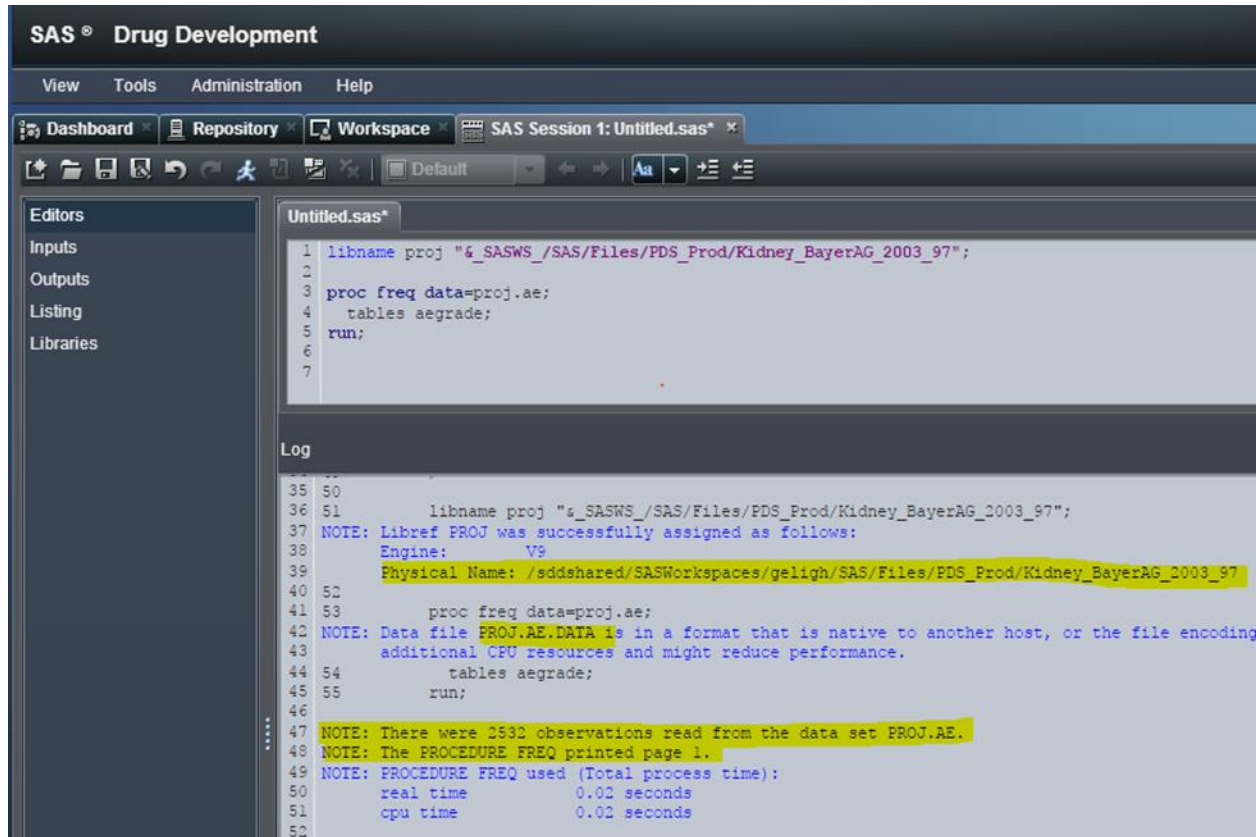 SAS ® Drug Development
View Tools Administration Help
Dashboard × Repository × Workspace × SAS Session 1: Untitled.sas* ×
Default Aa
Editors
Inputs
Outputs
Listing
Libraries
Untitled.sas*
1 libname proj "&_SASWS_/SAS/Files/PDS_Prod/Kidney_BayerAG_2003_97";
2
3 proc freq data=proj.ae;
4 tables aegrade;
5 run;
6
7
Log
35 50
36 51 libname proj "&_SASWS_/SAS/Files/PDS_Prod/Kidney_BayerAG_2003_97";
37 NOTE: Libref PROJ was successfully assigned as follows:
38 Engine: V9
39 Physical Name: /sddshared/SASWorkspaces/geligh/SAS/Files/PDS_Prod/Kidney_BayerAG_2003_97
40 52
41 53 proc freq data=proj.ae;
42 NOTE: Data file PROJ.AE.DATA is in a format that is native to another host, or the file encoding
43 additional CPU resources and might reduce performance.
44 54 tables aegrade;
45 55 run;
46
47 NOTE: There were 2532 observations read from the data set PROJ.AE.
48 NOTE: The PROCEDURE FREQ printed page 1.
49 NOTE: PROCEDURE FREQ used (Total process time):
50 real time 0.02 seconds
51 cpu time 0.02 seconds
52